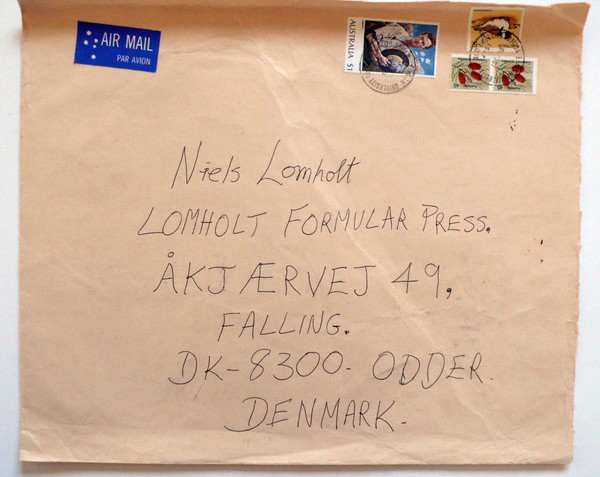 AIR MAIL
PAR AVION
AUSTRALIA $1
Niels Lomholt
LOMHOLT FORMULAR PRESS.
ÅKJÆRVEJ 49,
FALLING.
DK-8300- ODDER.
DENMARK-